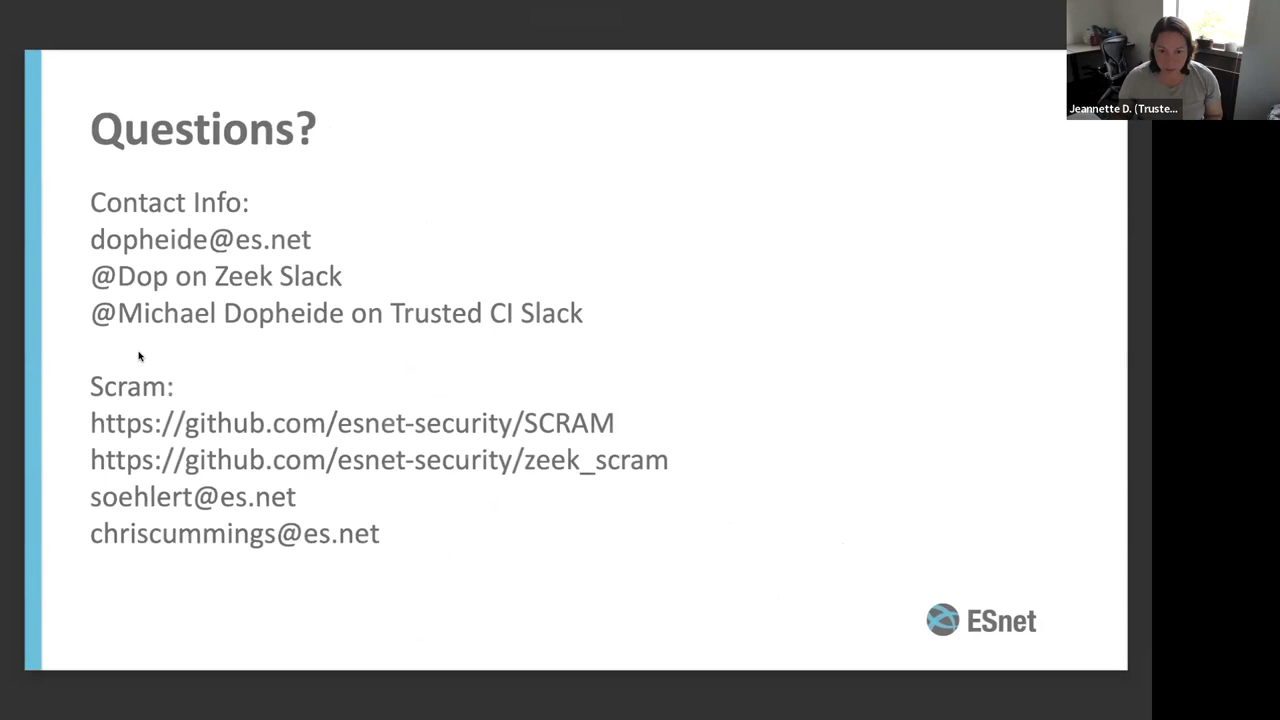 Questions?
Contact Info:
dopheide@es.net
@Dop on Zeek Slack
@Michael Dopheide on Trusted CI Slack
Scram:
https://github.com/esnet-security/SCRAM
https://github.com/esnet-security/zeek_scram
soehlert@es.net
chriscummings@es.net
ESnet
Jeannette D. (Truste...